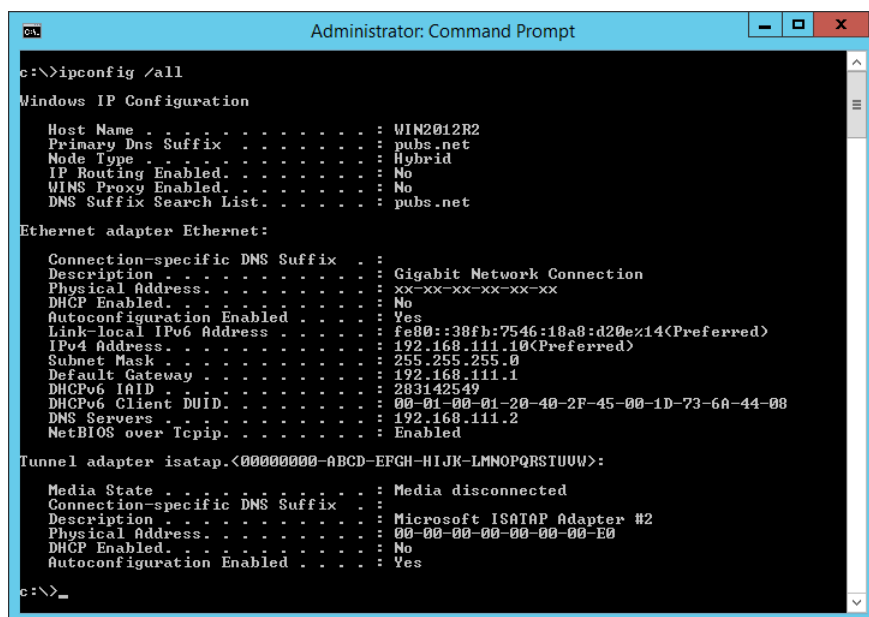 Administrator: Command Prompt
c:\>ipconfig /all
Windows IP Configuration
Host Name . . . . . . . . . . . . : WIN2012R2
Primary Dns Suffix  . . . . . . . : pubs.net
Node Type . . . . . . . . . . . . : Hybrid
IP Routing Enabled. . . . . . . . : No
WINS Proxy Enabled. . . . . . . . : No
DNS Suffix Search List. . . . . . : pubs.net
Ethernet adapter Ethernet:
Connection-specific DNS Suffix  . :
Description . . . . . . . . . . . : Gigabit Network Connection
Physical Address. . . . . . . . . : xx-xx-xx-xx-xx-xx
DHCP Enabled. . . . . . . . . . . : No
Autoconfiguration Enabled . . . . : Yes
Link-local IPv6 Address . . . . . : fe80::38fb:7546:18a8:d20e%14(Preferred)
IPv4 Address. . . . . . . . . . . : 192.168.111.10(Preferred)
Subnet Mask . . . . . . . . . . . : 255.255.255.0
Default Gateway . . . . . . . . . : 192.168.111.1
DHCPv6 IAID . . . . . . . . . . . : 283142549
DHCPv6 Client DUID. . . . . . . . : 00-01-00-01-20-40-2F-45-00-1D-73-6A-44-08
DNS Servers . . . . . . . . . . . : 192.168.111.2
NetBIOS over Tcpip. . . . . . . . : Enabled
Tunnel adapter isatap.<00000000-ABCD-EFGH-HIJK-LMNOPQRSTUVW>:
Media State . . . . . . . . . . . : Media disconnected
Connection-specific DNS Suffix  . :
Description . . . . . . . . . . . : Microsoft ISATAP Adapter #2
Physical Address. . . . . . . . . : 00-00-00-00-00-00-00-E0
DHCP Enabled. . . . . . . . . . . : No
Autoconfiguration Enabled . . . . : Yes
c:\>_